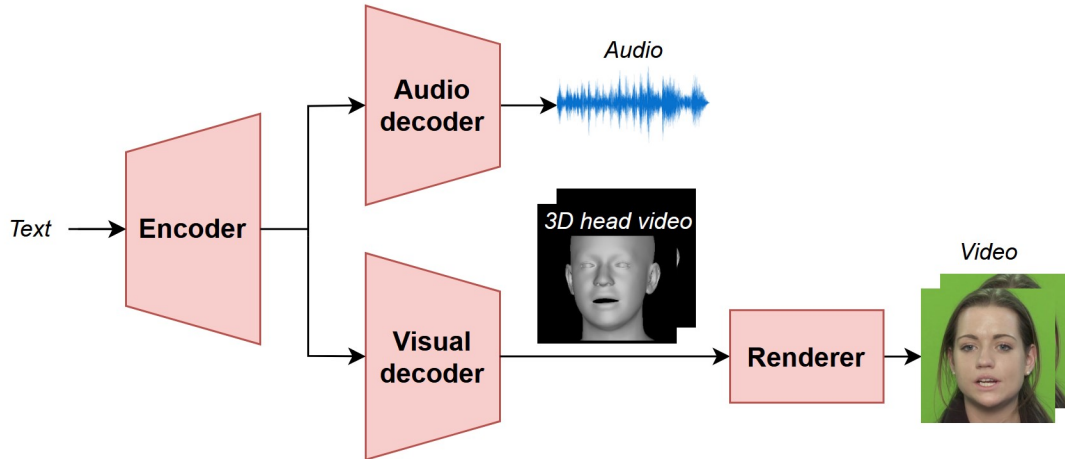 Text
Encoder
Audio
decoder
Audio
3D head video
Visual
decoder
Renderer
Video